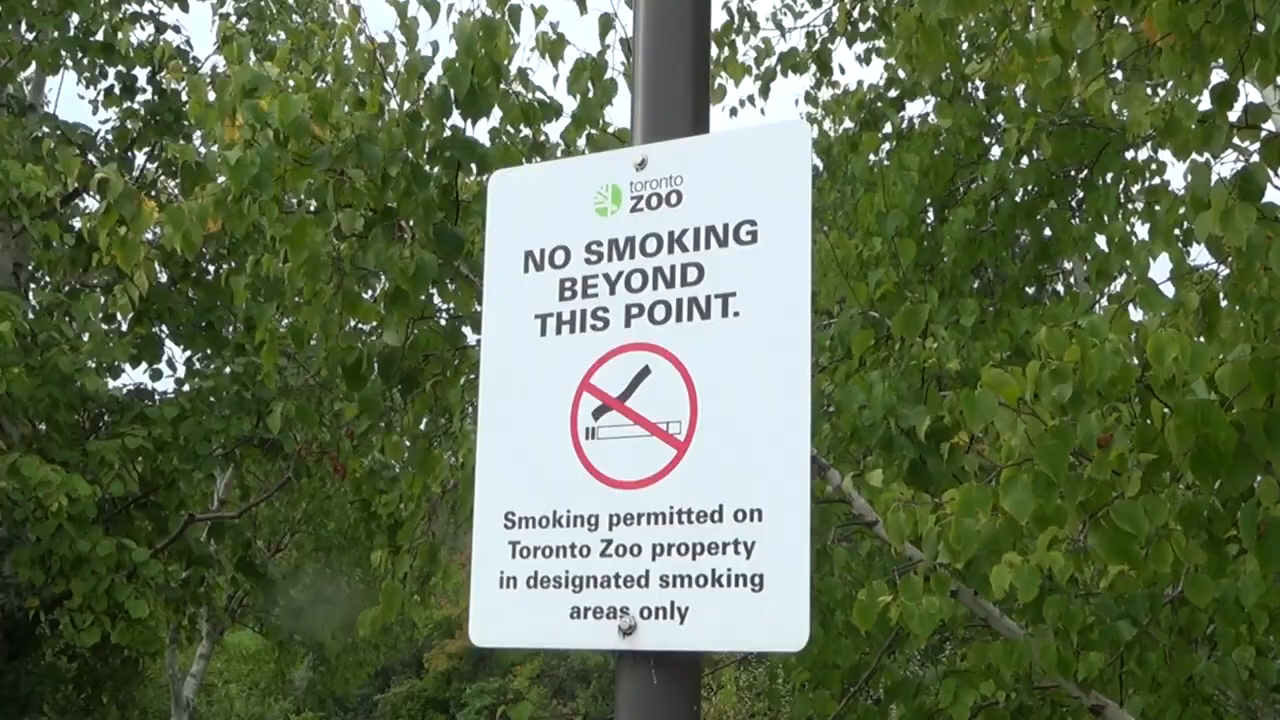 toronto
ZOO
NO SMOKING
BEYOND
THIS POINT.
Smoking permitted on
Toronto Zoo property
in designated smoking
areas only